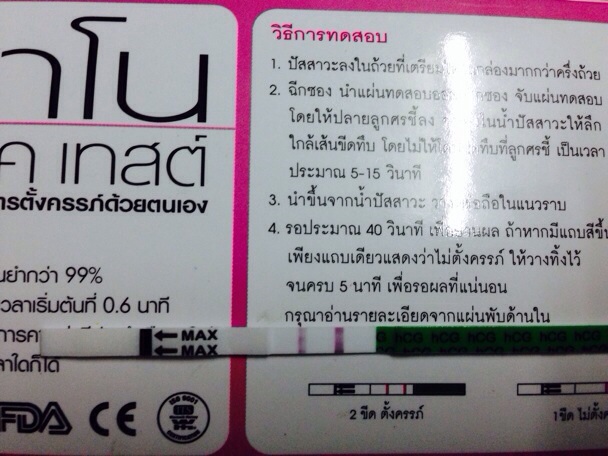 าโน
ค เทสต์
ารตั้งครรภ์ด้วยตนเอง
นยำกว่า 99%
วลาเริ่มต้นที่ 0.6 นาที
าใดก็ได้
FDA CE ISO 9001
วิธีการทดสอบ
1. ปัสสาวะลงในถ้วยที่เตรียม กล่องมากกว่าครึ่งถ้วย
2. ฉีกซอง นำแผ่นทดสอบ ซอง จับแผ่นทดสอบ
โดยให้ปลายลูกศรชี้ลง ในน้ำปัสสาวะให้ลึก
ใกล้เส้นขีดทึบ โดยไม่ให้ ทึบที่ลูกศรชี้ เป็นเวลา
ประมาณ 5-15 วินาที
3. นำขึ้นจากน้ำปัสสาวะ ถือในแนวราบ
4. รอประมาณ 40 วินาที เพื่ออ่านผล ถ้าหากมีแถบสีขึ้น
เพียงแถบเดียวแสดงว่าไม่ตั้งครรภ์ ให้วางทิ้งไว้
จนครบ 5 นาที เพื่อรอผลที่แน่นอน
กรุณาอ่านรายละเอียดจากแผ่นพับด้านใน
MAX
MAX
hCG hCG hCG hCG hCG hCG
2 ขีด ตั้งครรภ์
1ขีด ไม่ตั้ง